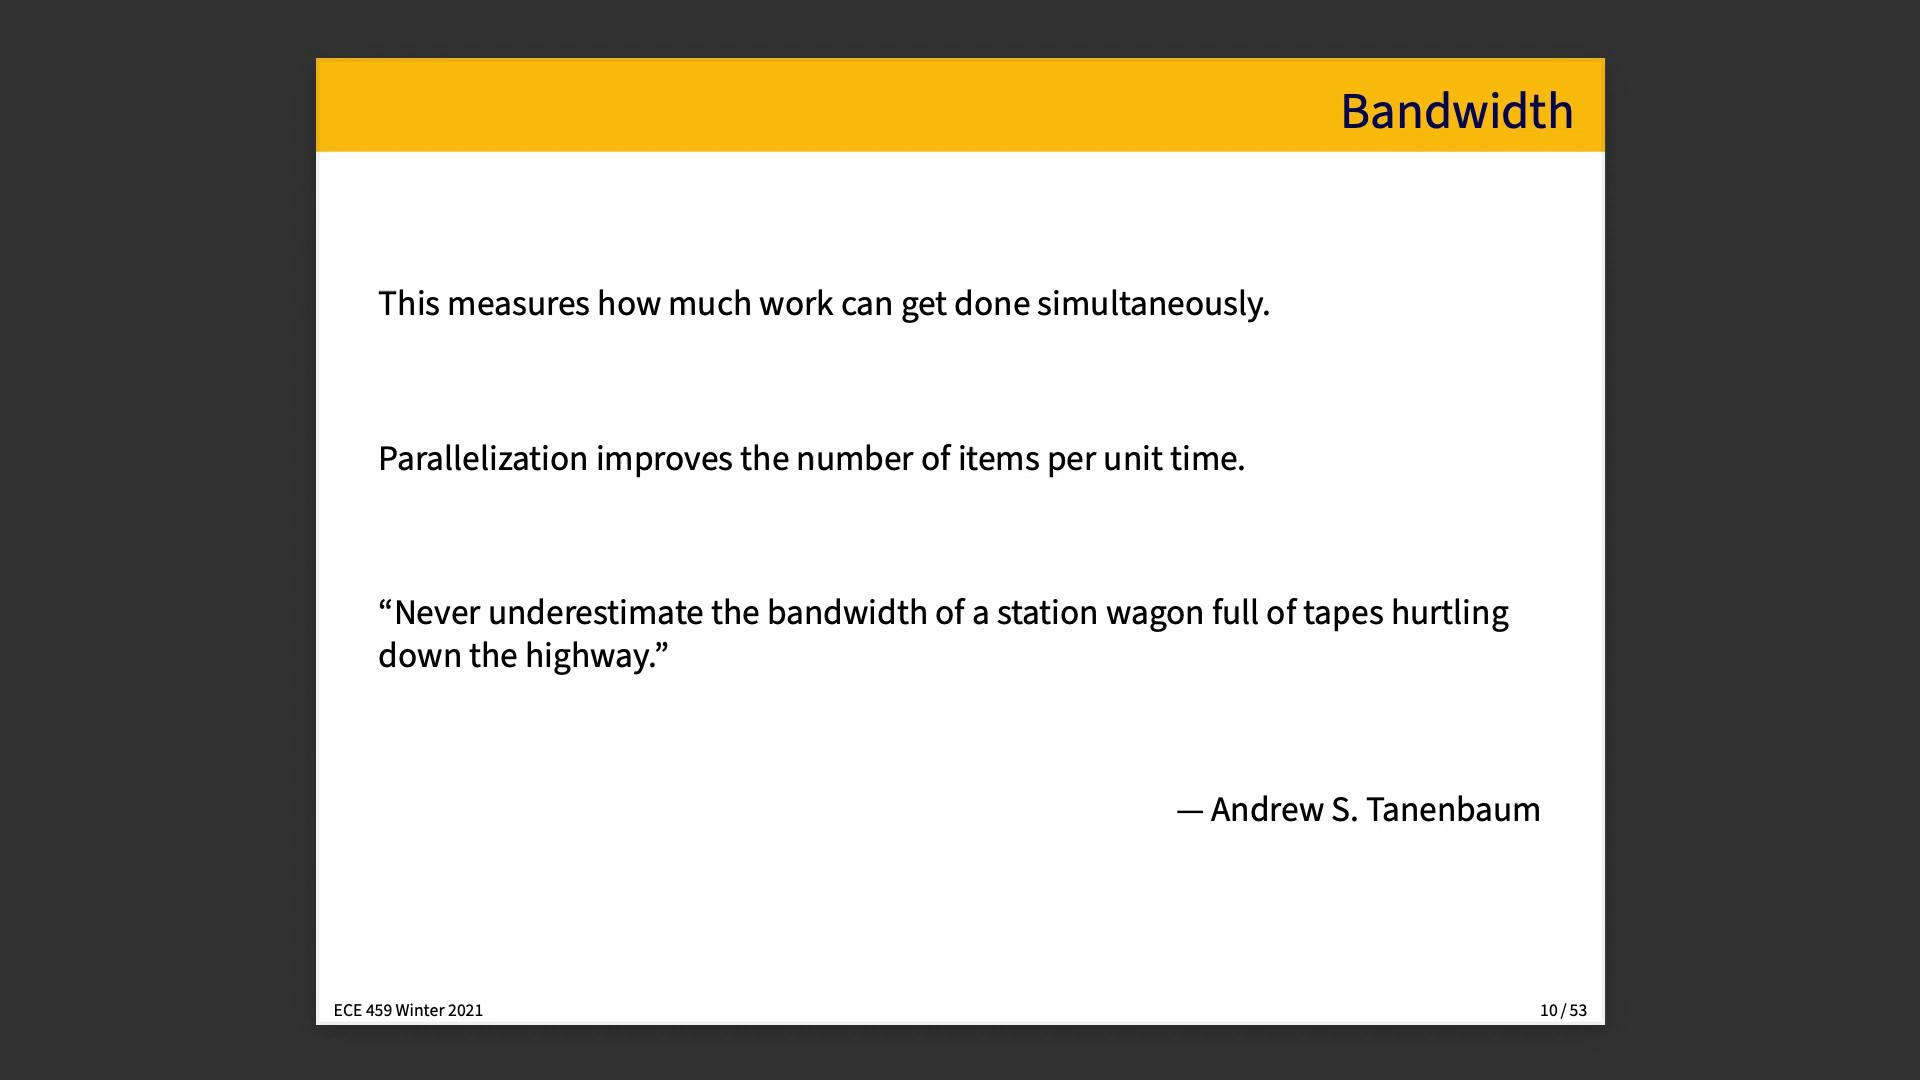 Bandwidth
This measures how much work can get done simultaneously.
Parallelization improves the number of items per unit time.
“Never underestimate the bandwidth of a station wagon full of tapes hurtling
down the highway.”
— Andrew S. Tanenbaum
ECE 459 Winter 2021
10 / 53